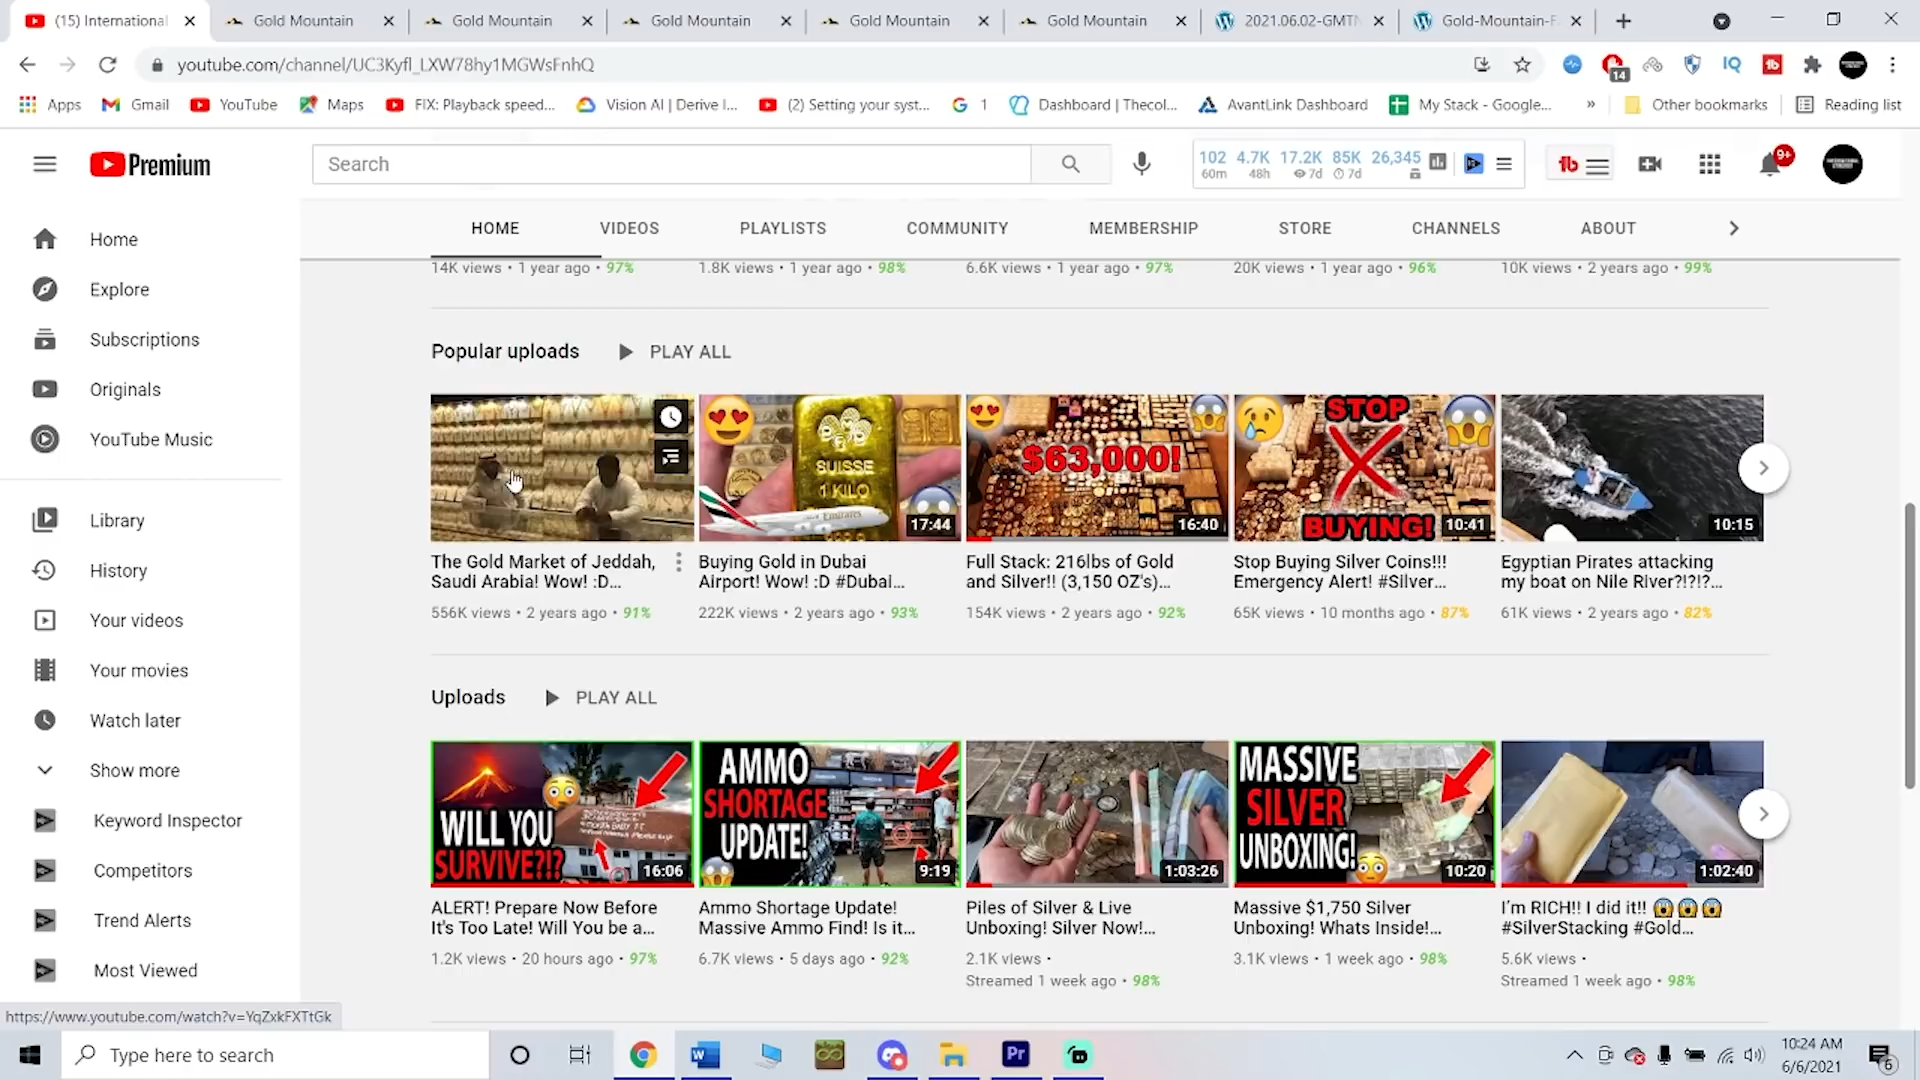 (15) International
Gold Mountain
Gold Mountain
Gold Mountain
Gold Mountain
Gold Mountain
2021.06.02-GMTN
Gold-Mountain-F
youtube.com/channel/UC3Kyfl_LXW78hy1MGWsFnhQ
14
IQ
Apps
Gmail
YouTube
Maps
FIX: Playback speed...
Vision AI | Derive I...
(2) Setting your syst...
1
Dashboard | Thecol...
AvantLink Dashboard
My Stack - Google...
»
Other bookmarks
Reading list
Premium
Search
102 4.7K 17.2K 85K 26,345
60m 48h 7d 7d
9+
HOME
VIDEOS
PLAYLISTS
COMMUNITY
MEMBERSHIP
STORE
CHANNELS
ABOUT
Home
Explore
Subscriptions
Originals
YouTube Music
Library
History
Your videos
Your movies
Watch later
Show more
Keyword Inspector
Competitors
Trend Alerts
Most Viewed
14K views • 1 year ago • 97%
1.8K views • 1 year ago • 98%
6.6K views • 1 year ago • 97%
20K views • 1 year ago • 96%
10K views • 2 years ago • 99%
Popular uploads
PLAY ALL
The Gold Market of Jeddah,
Saudi Arabia! Wow! :D...
556K views • 2 years ago • 91%
SUISSE
1 KILO
Emirates
17:44
Buying Gold in Dubai
Airport! Wow! :D #Dubai...
222K views • 2 years ago • 93%
$63,000!
16:40
Full Stack: 216lbs of Gold
and Silver!! (3,150 OZ's)...
154K views • 2 years ago • 92%
STOP
BUYING!
10:41
Stop Buying Silver Coins!!!
Emergency Alert! #Silver...
65K views • 10 months ago • 87%
10:15
Egyptian Pirates attacking
my boat on Nile River?!?!?...
61K views • 2 years ago • 82%
Uploads
PLAY ALL
WILL YOU
SURVIVE?!?
16:06
ALERT! Prepare Now Before
It's Too Late! Will You be a...
1.2K views • 20 hours ago • 97%
AMMO
SHORTAGE
UPDATE!
9:19
Ammo Shortage Update!
Massive Ammo Find! Is it...
6.7K views • 5 days ago • 92%
1:03:26
Piles of Silver & Live
Unboxing! Silver Now!...
2.1K views •
Streamed 1 week ago • 98%
MASSIVE
SILVER
UNBOXING!
10:20
Massive $1,750 Silver
Unboxing! Whats Inside!...
3.1K views • 1 week ago • 98%
1:02:40
I'm RICH!! I did it!! 😱😱😱
#SilverStacking #Gold...
5.6K views •
Streamed 1 week ago • 98%
https://www.youtube.com/watch?v=YqZxkFXTtGk
Type here to search
W
Pr
10:24 AM
6/6/2021
6